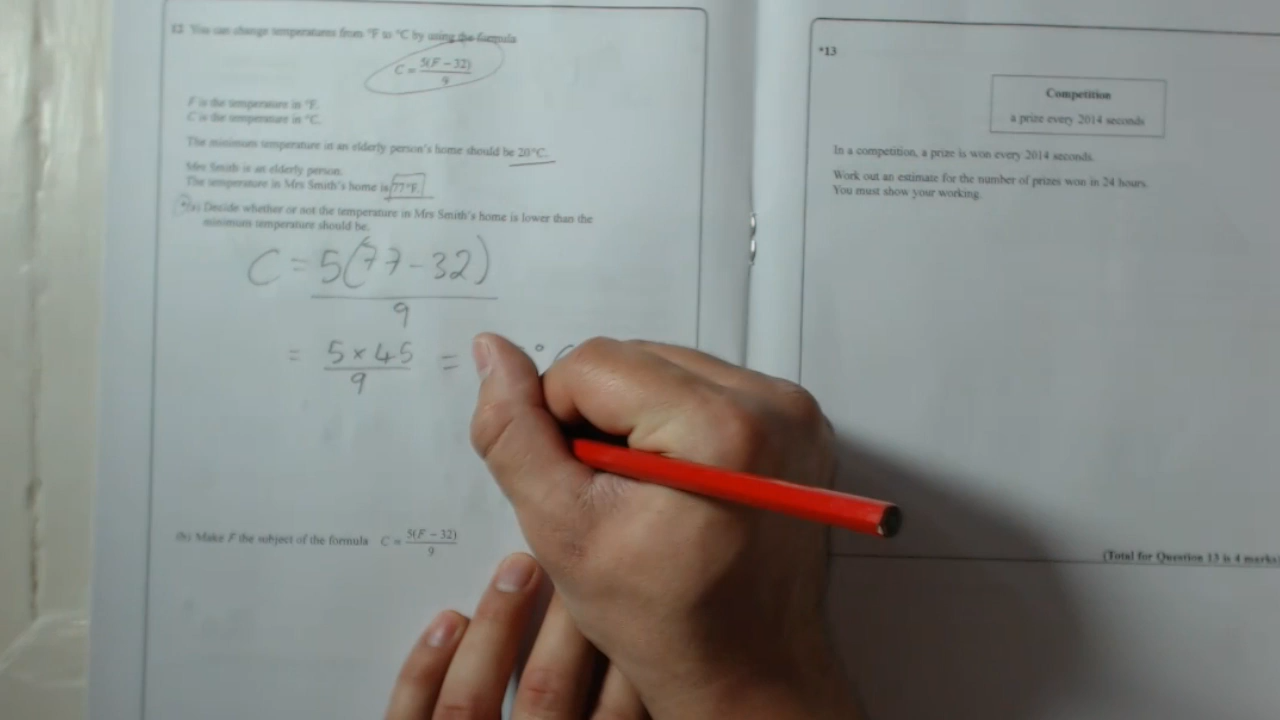 12 You can change temperatures from °F to °C by using the formula
C = 5(F − 32)
9
F is the temperature in °F.
C is the temperature in °C.
The minimum temperature in an elderly person's home should be 20°C.
Mrs Smith is an elderly person.
The temperature in Mrs Smith's home is 77°F.
*(a) Decide whether or not the temperature in Mrs Smith's home is lower than the
minimum temperature should be.
C = 5(77 − 32)
9
= 5 × 45 = ° C
9
(b) Make F the subject of the formula C = 5(F − 32)
9
*13
Competition
a prize every 2014 seconds
In a competition, a prize is won every 2014 seconds.
Work out an estimate for the number of prizes won in 24 hours.
You must show your working.
(Total for Question 13 is 4 marks